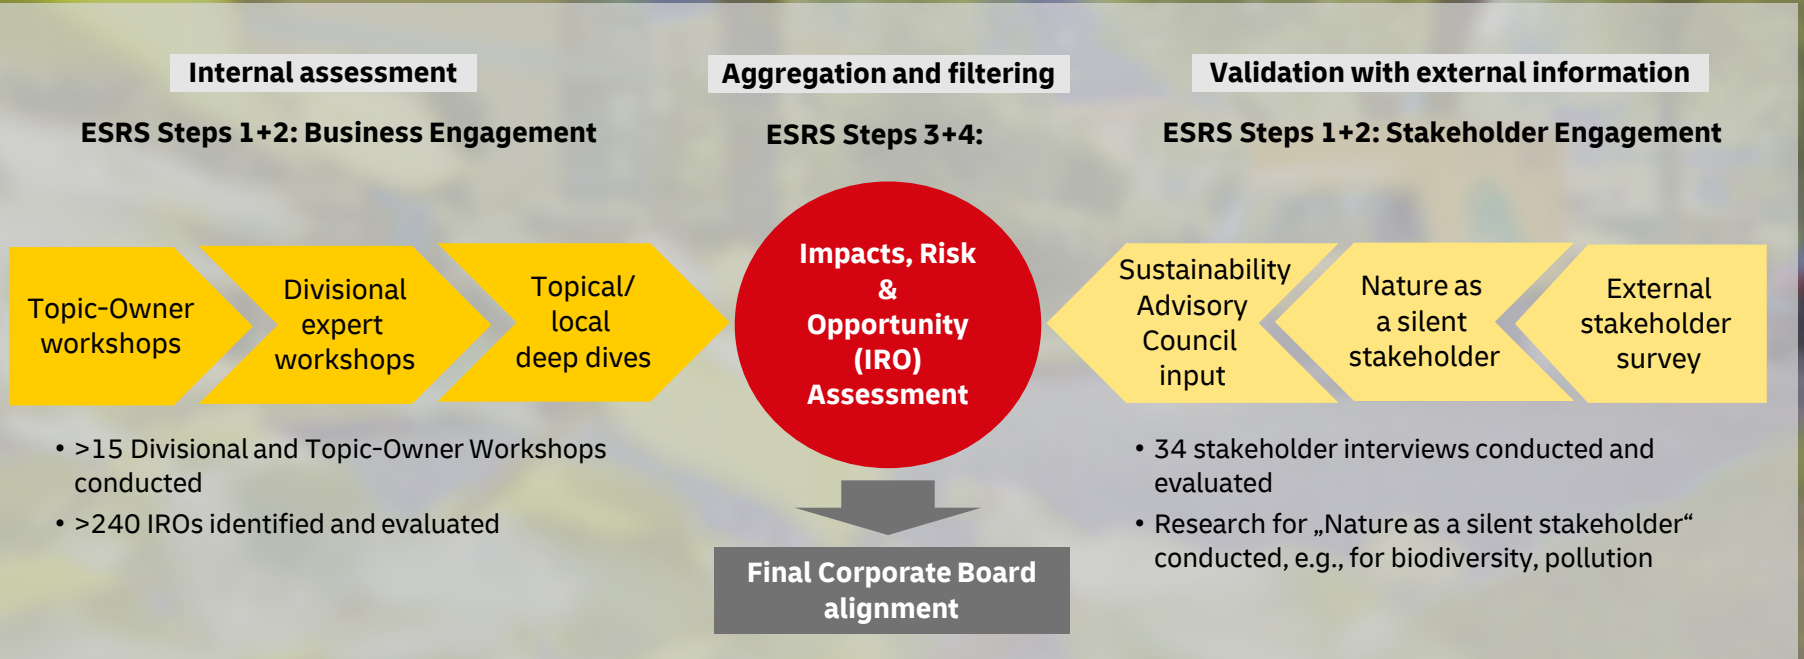 Internal assessment
ESRS Steps 1+2: Business Engagement
Topic-Owner
workshops
Divisional
expert
workshops
Topical/
local
deep dives
• >15 Divisional and Topic-Owner Workshops
conducted
• >240 IROs identified and evaluated
Aggregation and filtering
ESRS Steps 3+4:
Impacts, Risk
&
Opportunity
(IRO)
Assessment
Final Corporate Board
alignment
Validation with external information
ESRS Steps 1+2: Stakeholder Engagement
Sustainability
Advisory
Council
input
Nature as
a silent
stakeholder
External
stakeholder
survey
• 34 stakeholder interviews conducted and
evaluated
• Research for „Nature as a silent stakeholder“
conducted, e.g., for biodiversity, pollution